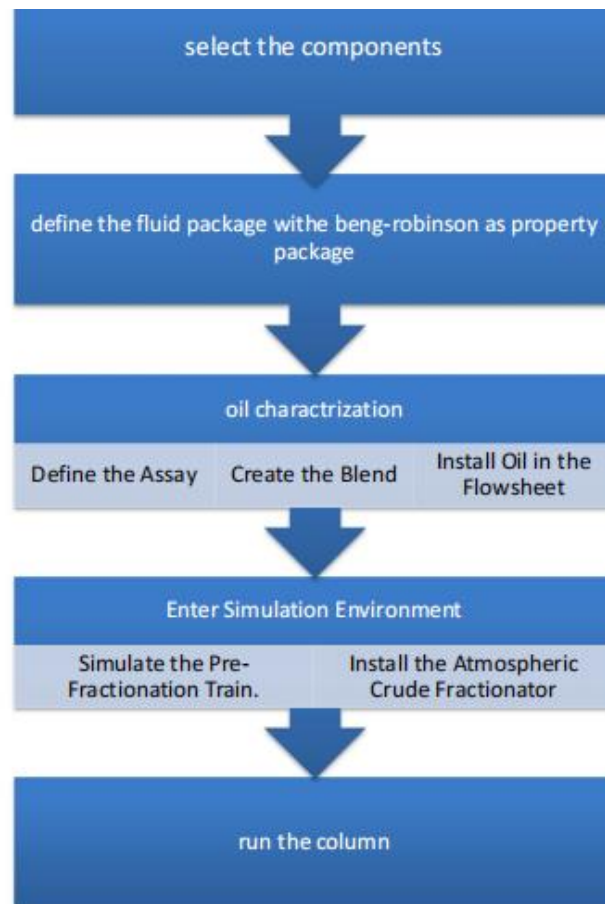 select the components
define the fluid package withe beng-robinson as property
package
oil charactrization
Define the Assay
Create the Blend
Install Oil in the
Flowsheet
Enter Simulation Environment
Simulate the Pre-
Fractionation Train.
Install the Atmospheric
Crude Fractionator
run the column